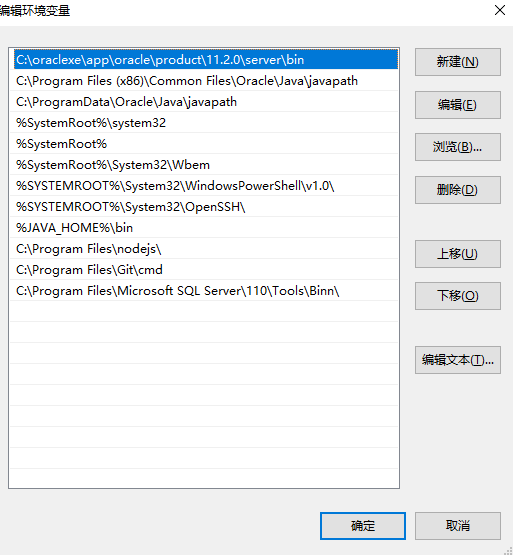 编辑环境变量
C:\oraclexe\app\oracle\product\11.2.0\server\bin
C:\Program Files (x86)\Common Files\Oracle\Java\javapath
C:\ProgramData\Oracle\Java\javapath
%SystemRoot%\system32
%SystemRoot%
%SystemRoot%\System32\Wbem
%SYSTEMROOT%\System32\WindowsPowerShell\v1.0\
%SYSTEMROOT%\System32\OpenSSH\
%JAVA_HOME%\bin
C:\Program Files\nodejs\
C:\Program Files\Git\cmd
C:\Program Files\Microsoft SQL Server\110\Tools\Binn\
新建(N)
编辑(E)
浏览(B)...
删除(D)
上移(U)
下移(O)
编辑文本(T)...
确定
取消